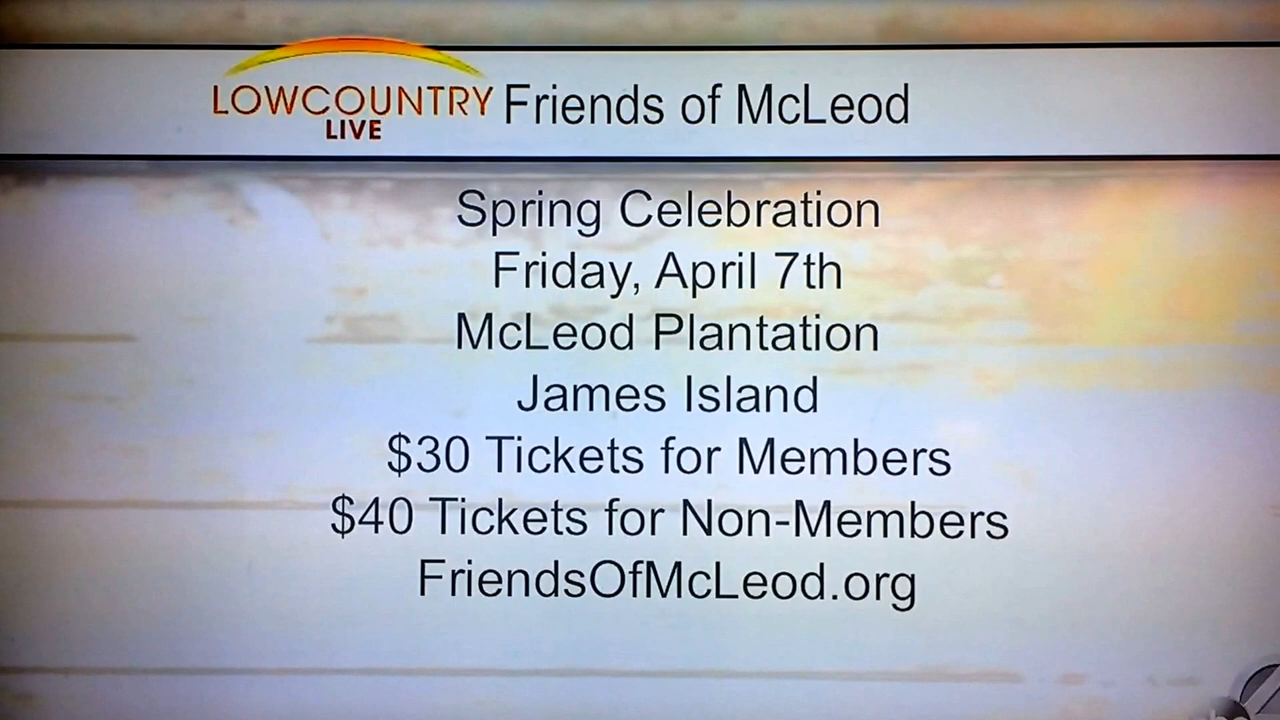 LOWCOUNTRY
LIVE
Friends of McLeod
Spring Celebration
Friday, April 7th
McLeod Plantation
James Island
$30 Tickets for Members
$40 Tickets for Non-Members
FriendsOfMcLeod.org